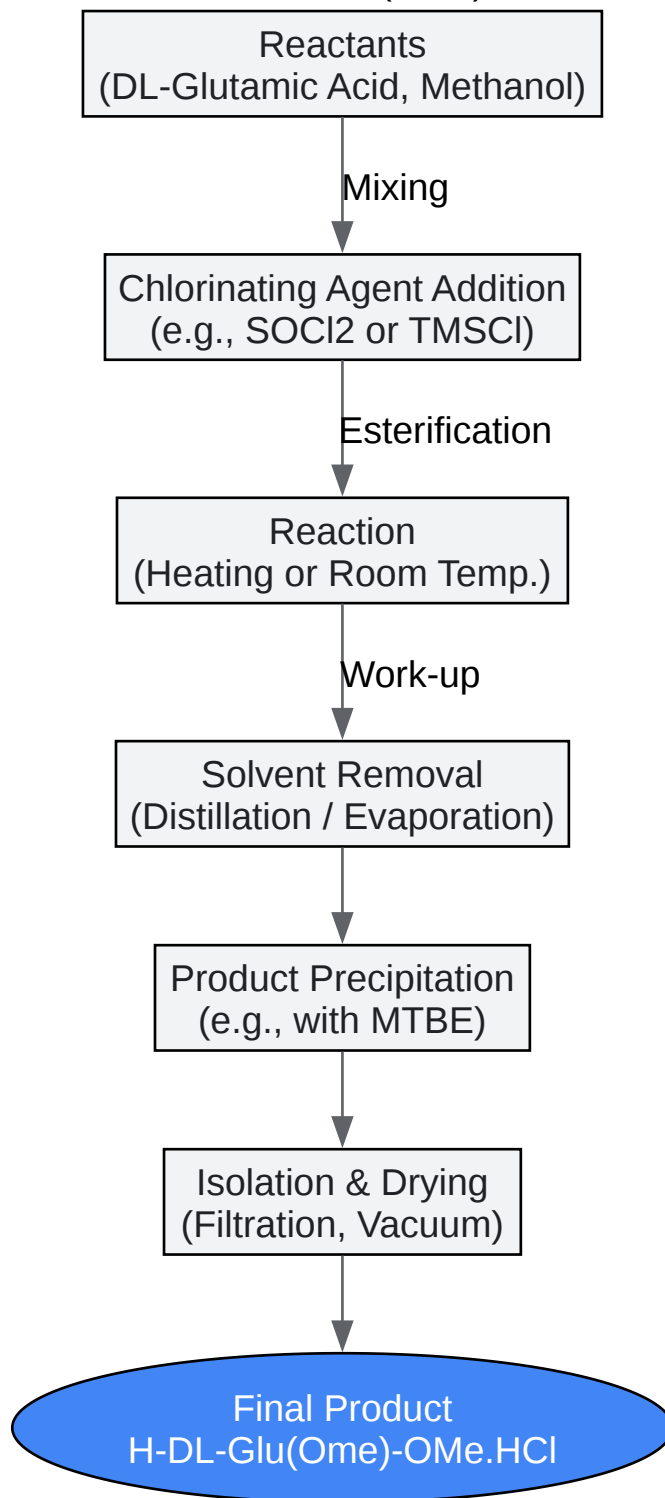 Reactants
(DL-Glutamic Acid, Methanol)
Mixing
Chlorinating Agent Addition
(e.g., SOCl2 or TMSCl)
Esterification
Reaction
(Heating or Room Temp.)
Work-up
Solvent Removal
(Distillation / Evaporation)
Product Precipitation
(e.g., with MTBE)
Isolation & Drying
(Filtration, Vacuum)
Final Product
H-DL-Glu(Ome)-OMe.HCl